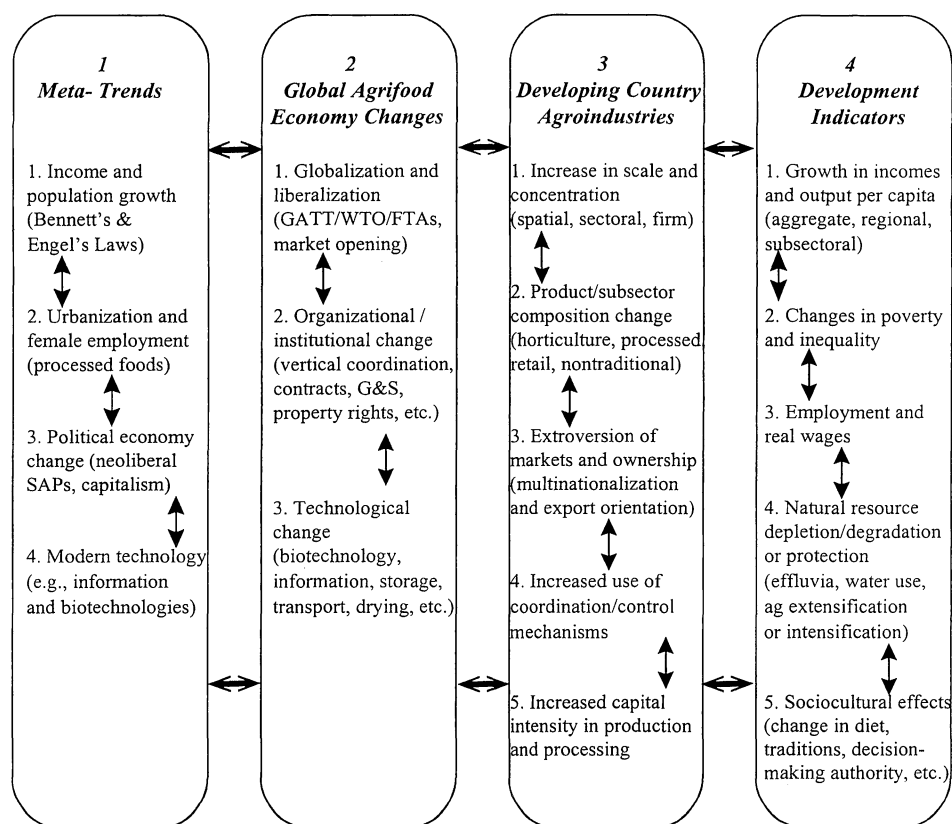 1
Meta- Trends
1. Income and
population growth
(Bennett's &
Engel's Laws)
2. Urbanization and
female employment
(processed foods)
3. Political economy
change (neoliberal
SAPs, capitalism)
4. Modern technology
(e.g., information
and biotechnologies)
2
Global Agrifood
Economy Changes
1. Globalization and
liberalization
(GATT/WTO/FTAs,
market opening)
2. Organizational /
institutional change
(vertical coordination,
contracts, G&S,
property rights, etc.)
3. Technological
change
(biotechnology,
information, storage,
transport, drying, etc.)
3
Developing Country
Agroindustries
1. Increase in scale and
concentration
(spatial, sectoral, firm)
2. Product/subsector
composition change
(horticulture, processed,
retail, nontraditional)
3. Extroversion of
markets and ownership
(multinationalization
and export orientation)
4. Increased use of
coordination/control
mechanisms
5. Increased capital
intensity in production
and processing
4
Development
Indicators
1. Growth in incomes
and output per capita
(aggregate, regional,
subsectoral)
2. Changes in poverty
and inequality
3. Employment and
real wages
4. Natural resource
depletion/degradation
or protection
(effluvia, water use,
ag extensification
or intensification)
5. Sociocultural effects
(change in diet,
traditions, decision-
making authority, etc.)